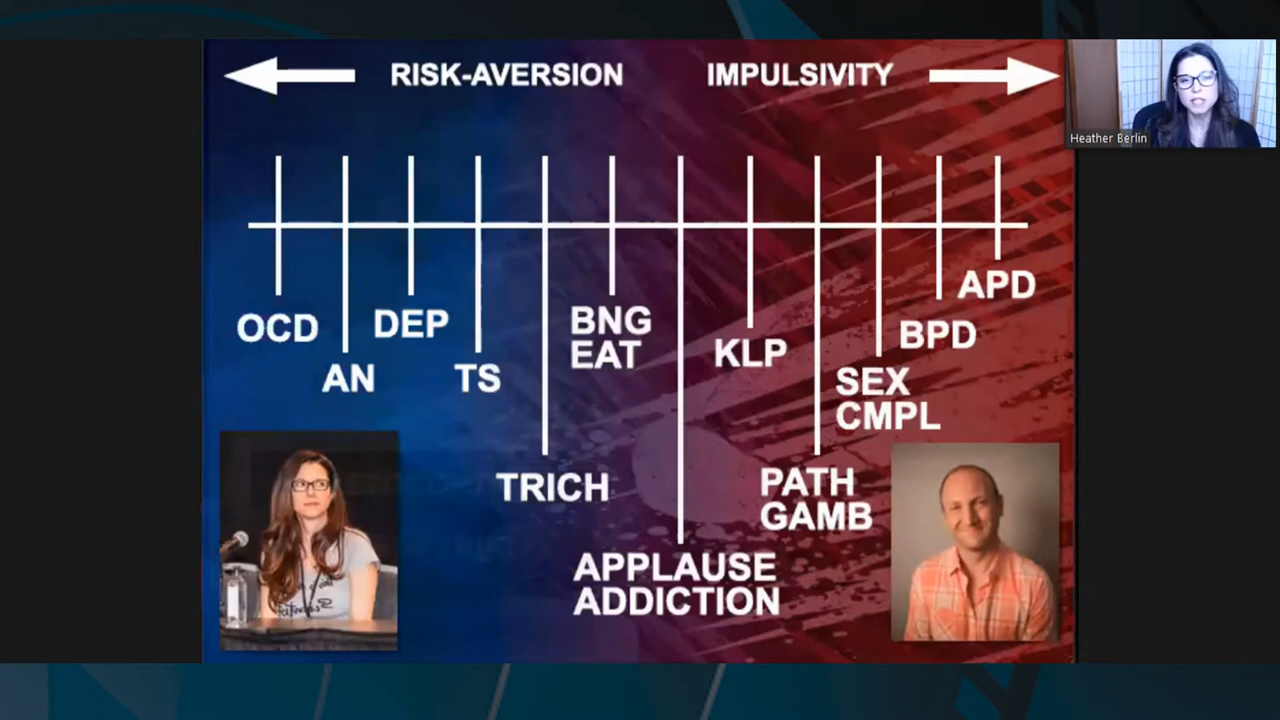 RISK-AVERSION
IMPULSIVITY
Heather Berlin
OCD
AN
DEP
TS
TRICH
BNG
EAT
APPLAUSE
ADDICTION
KLP
PATH
GAMB
SEX
CMPL
BPD
APD